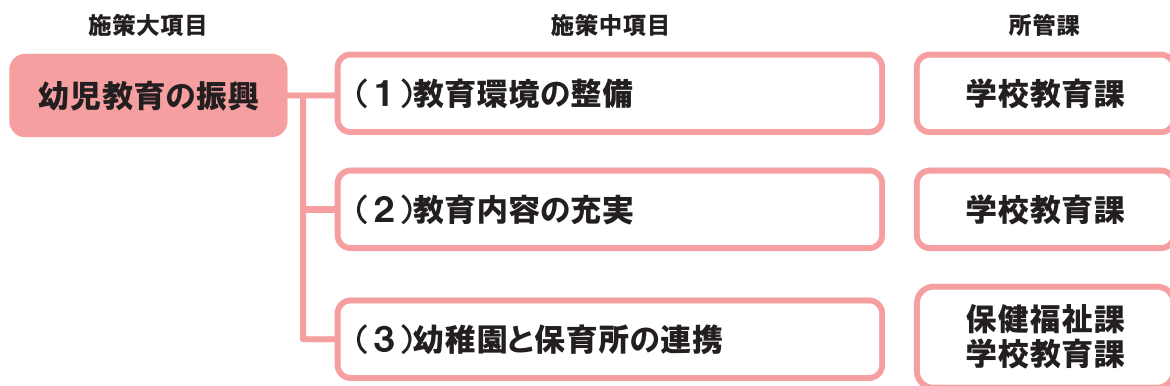 施策大項目
施策中項目
所管課
幼児教育の振興
(1)教育環境の整備
学校教育課
(2)教育内容の充実
学校教育課
(3)幼稚園と保育所の連携
保健福祉課
学校教育課